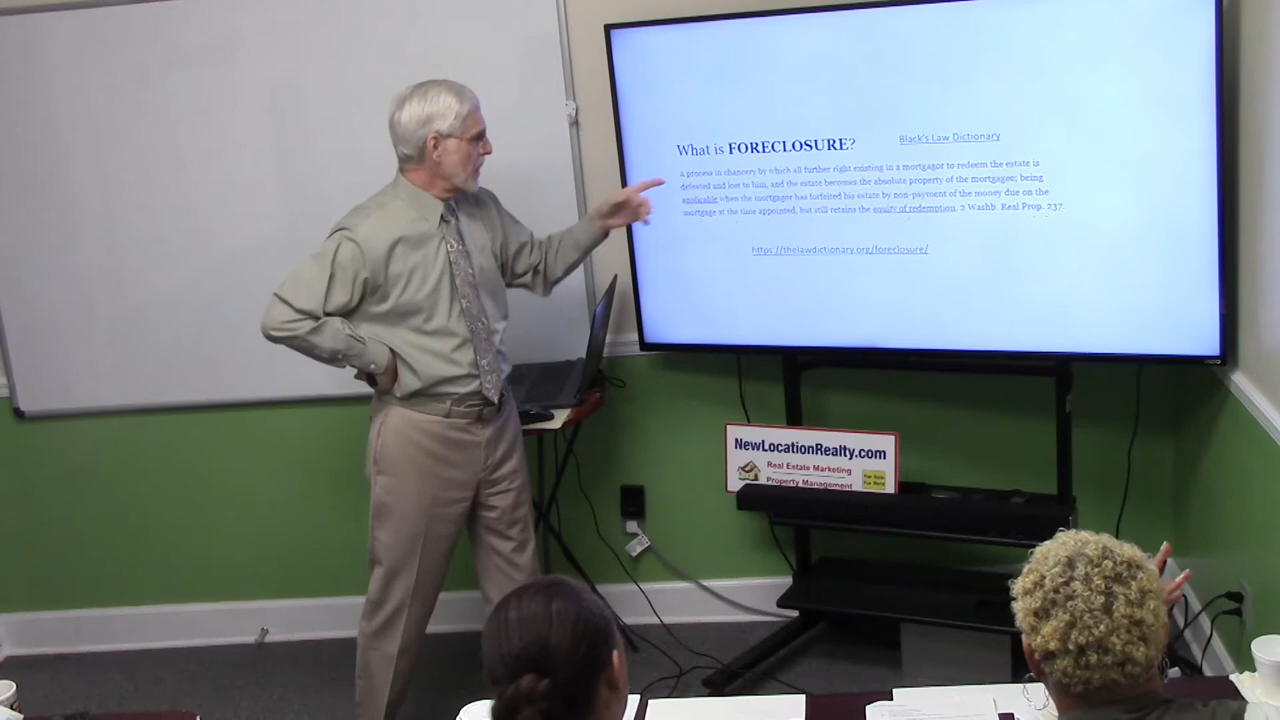 What is FORECLOSURE?
Black's Law Dictionary
A process in chancery by which all further right existing in a mortgagor to redeem the estate is
defeated and lost to him, and the estate becomes the absolute property of the mortgagee; being
applicable when the mortgagor has forfeited his estate by non-payment of the money due on the
mortgage at the time appointed, but still retains the equity of redemption. 2 Washb. Real Prop. 237.
https://thelawdictionary.org/foreclosure/
NewLocationRealty.com
Real Estate Marketing
Property Management
For Sale
For Rent